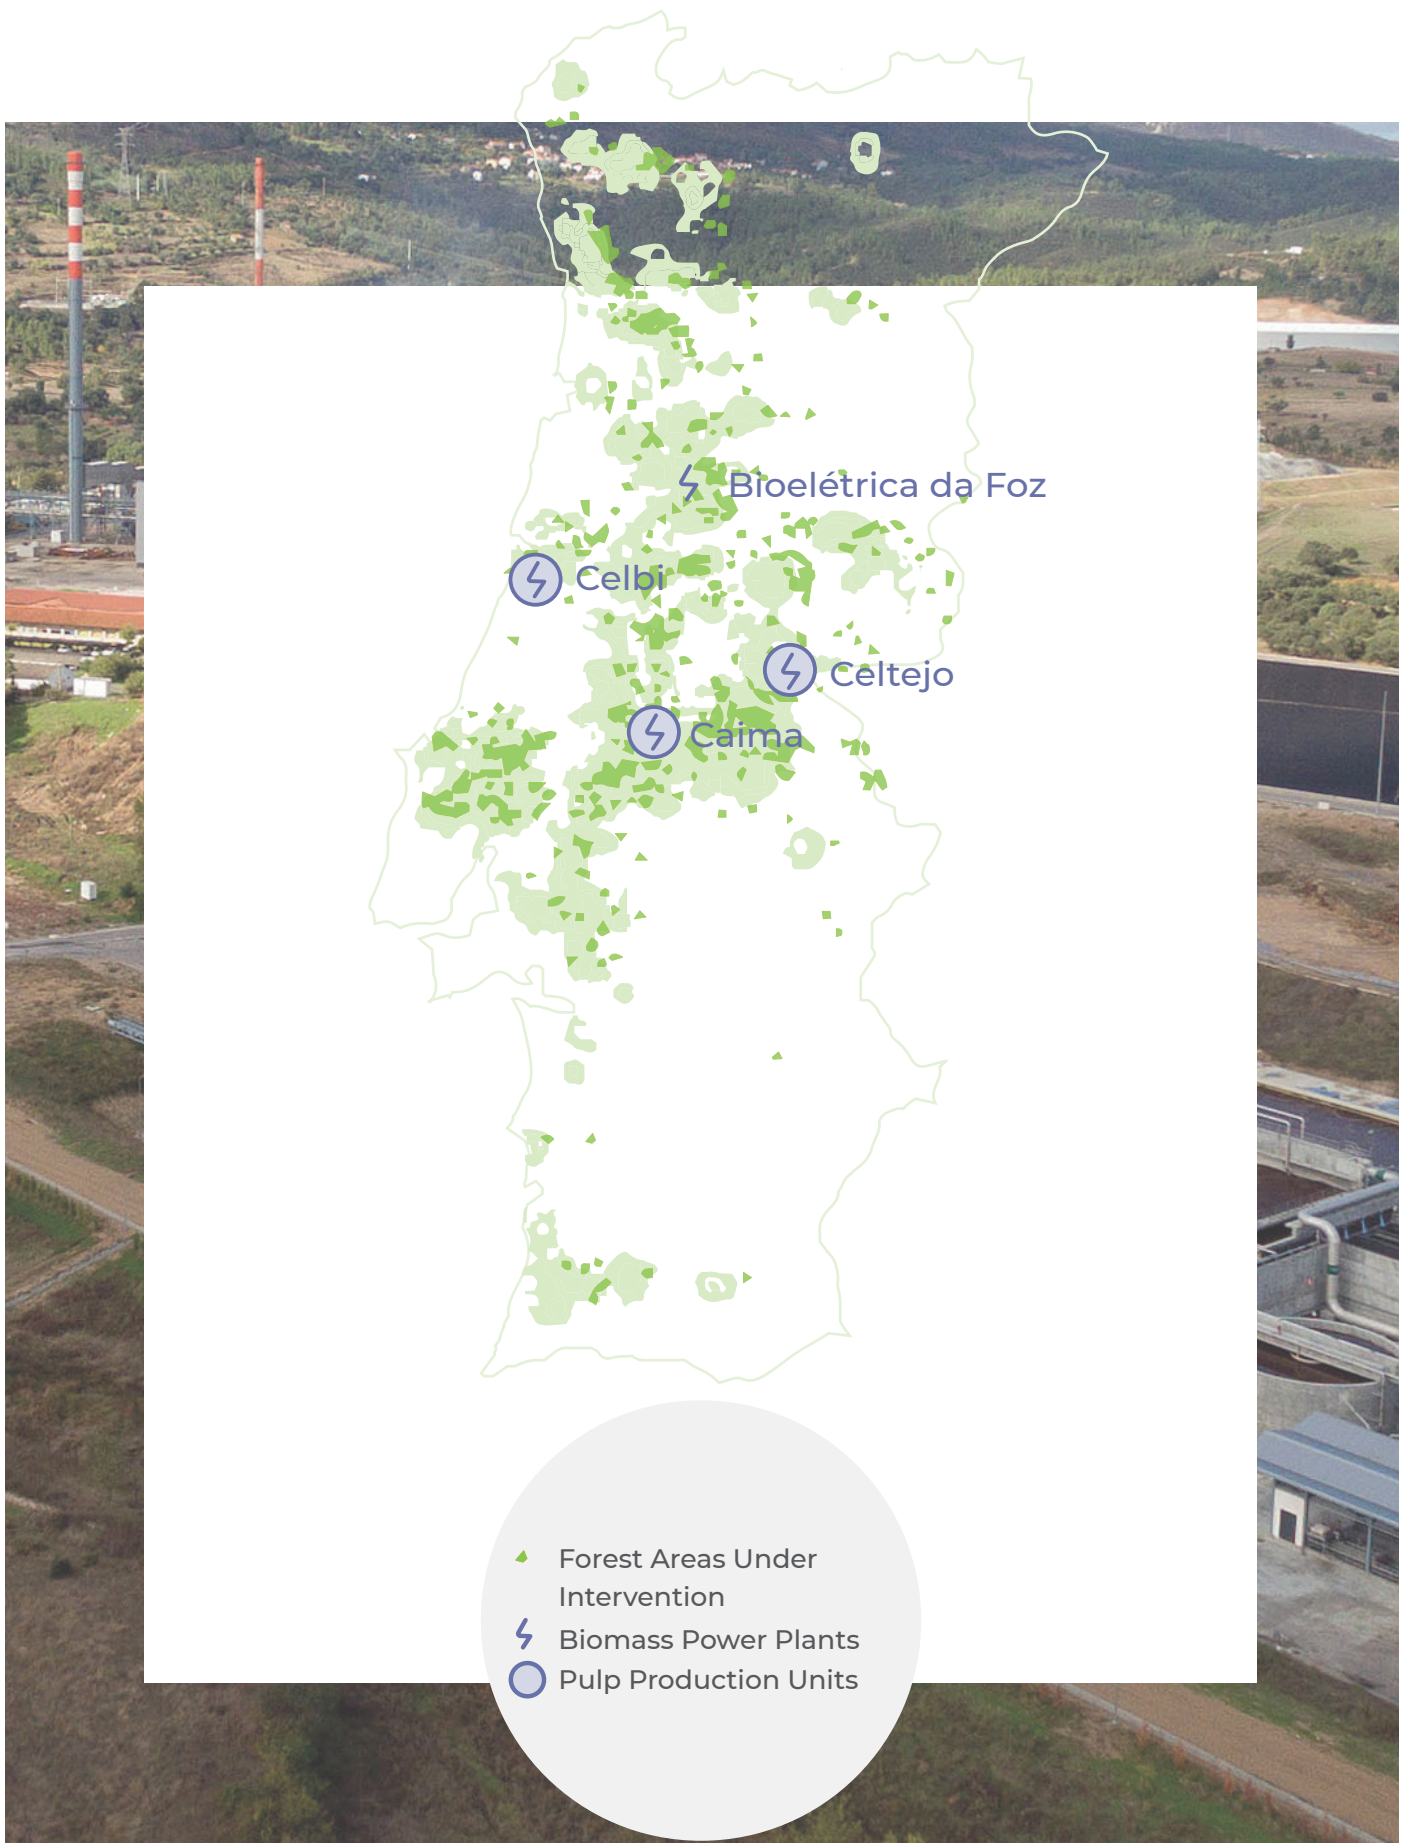 Bioelétrica da Foz
Celbi
Celtejo
Caima
Forest Areas Under
Intervention
Biomass Power Plants
Pulp Production Units